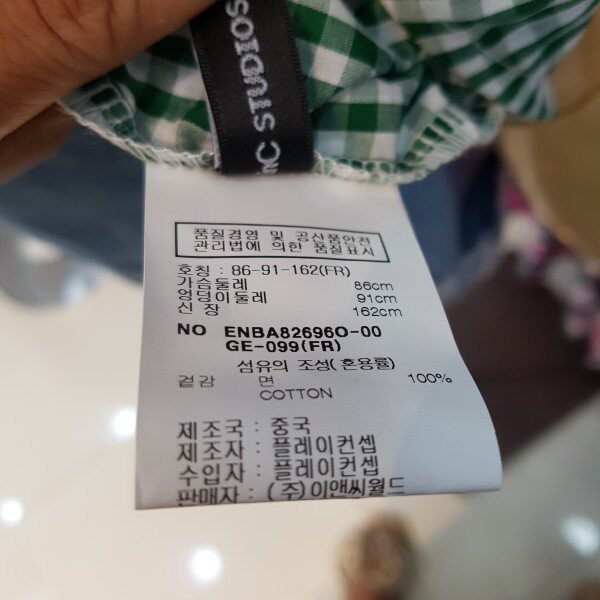 C STUDIOS
품질경영 및 공산품안전
관리법에 의한 품질표시
호칭 : 86-91-162(FR)
가슴둘레 86cm
엉덩이둘레 91cm
신 장 162cm
NO ENBA82696O-00
GE-099(FR)
섬유의 조성(혼용률)
겉감 면 100%
COTTON
제조국 : 중국
제조자 : 플레이컨셉
수입자 : 플레이컨셉
판매자 : (주)이앤씨월드